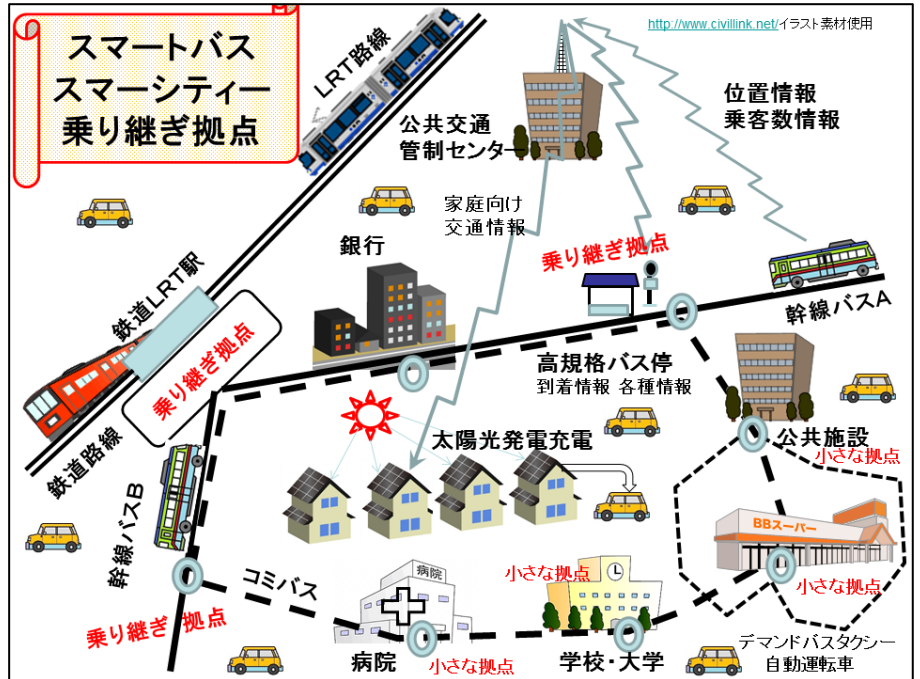 スマートバス
スマーシティー
乗り継ぎ拠点
http://www.civillink.net/イラスト素材使用
LRT路線
公共交通
管制センター
位置情報
乗客数情報
家庭向け
交通情報
銀行
乗り継ぎ拠点
鉄道LRT駅
乗り継ぎ拠点
幹線バスA
高規格バス停
到着情報 各種情報
鉄道路線
太陽光発電充電
公共施設
小さな拠点
幹線バスB
BBスーパー
コミバス
病院
小さな拠点
小さな拠点
乗り継ぎ 拠点
病院
小さな拠点
学校・大学
デマンドバスタクシー
自動運転車